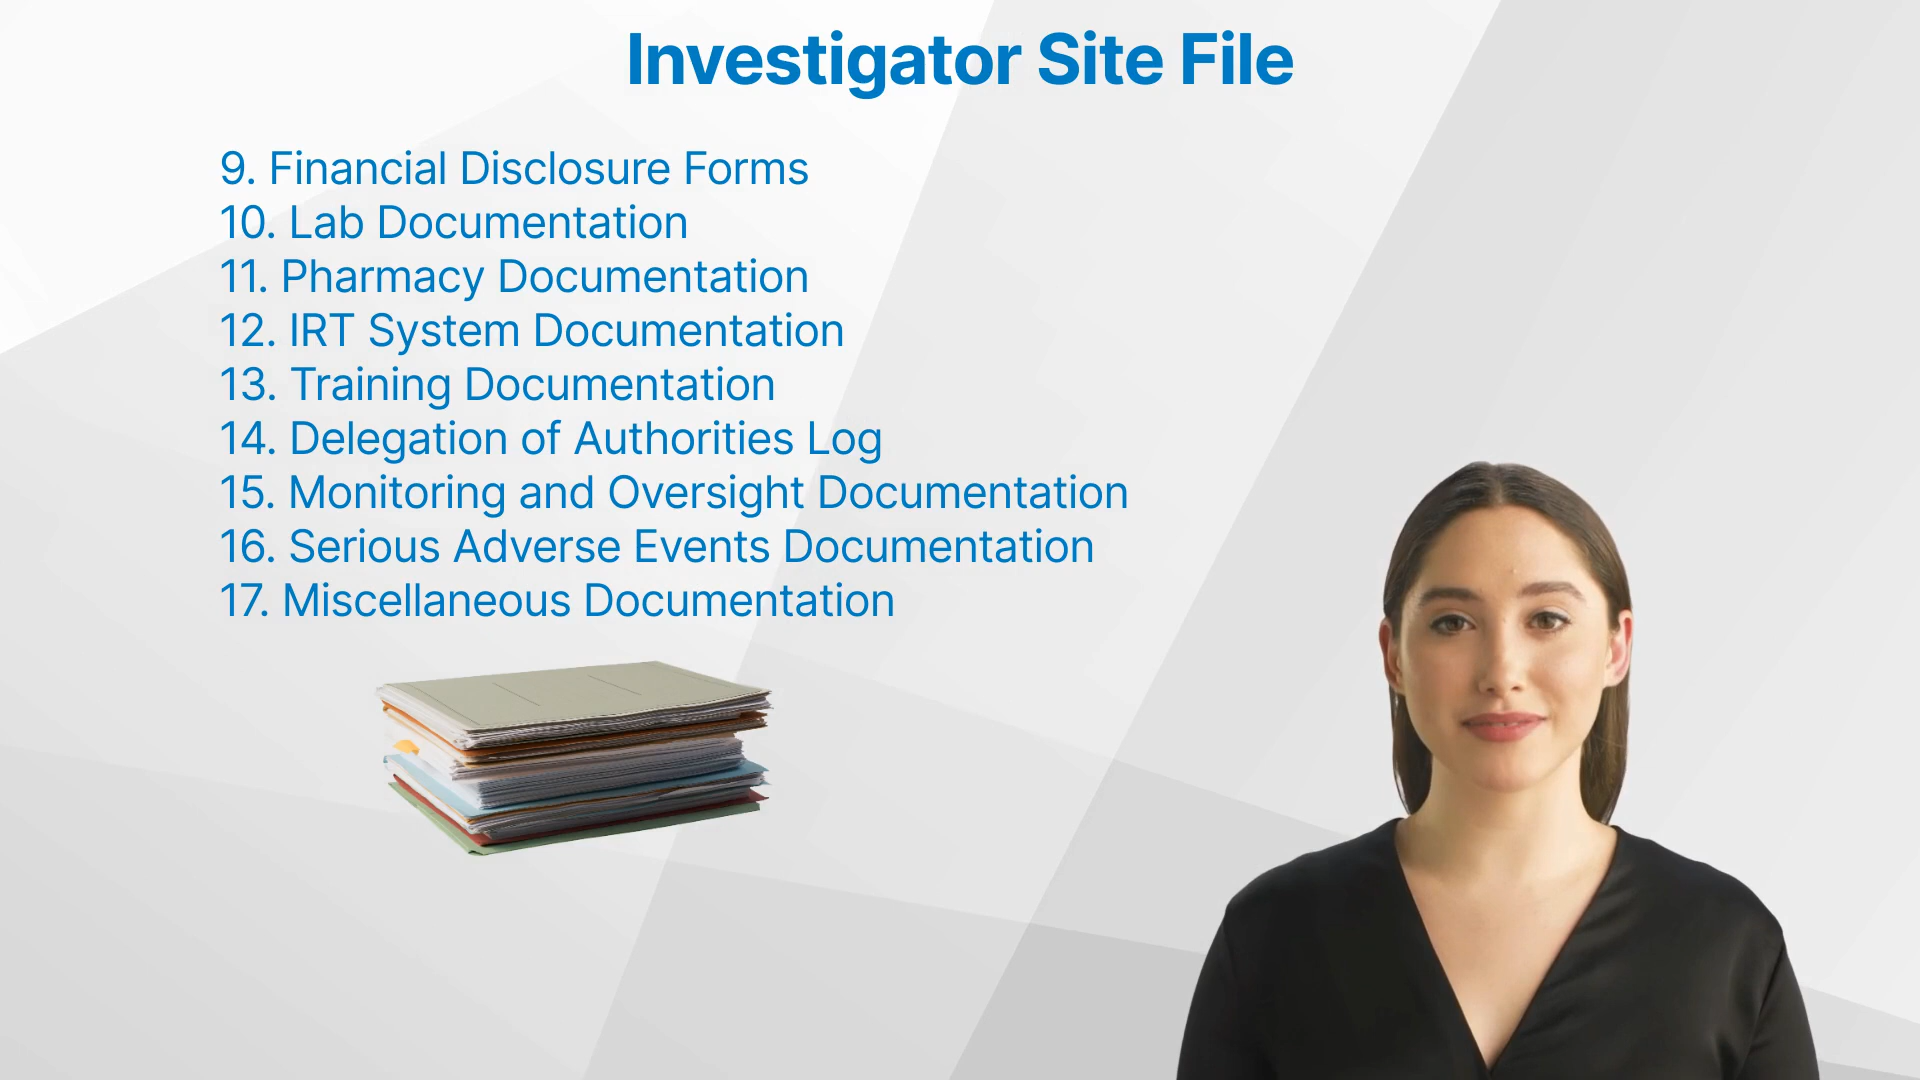 Investigator Site File
9. Financial Disclosure Forms
10. Lab Documentation
11. Pharmacy Documentation
12. IRT System Documentation
13. Training Documentation
14. Delegation of Authorities Log
15. Monitoring and Oversight Documentation
16. Serious Adverse Events Documentation
17. Miscellaneous Documentation